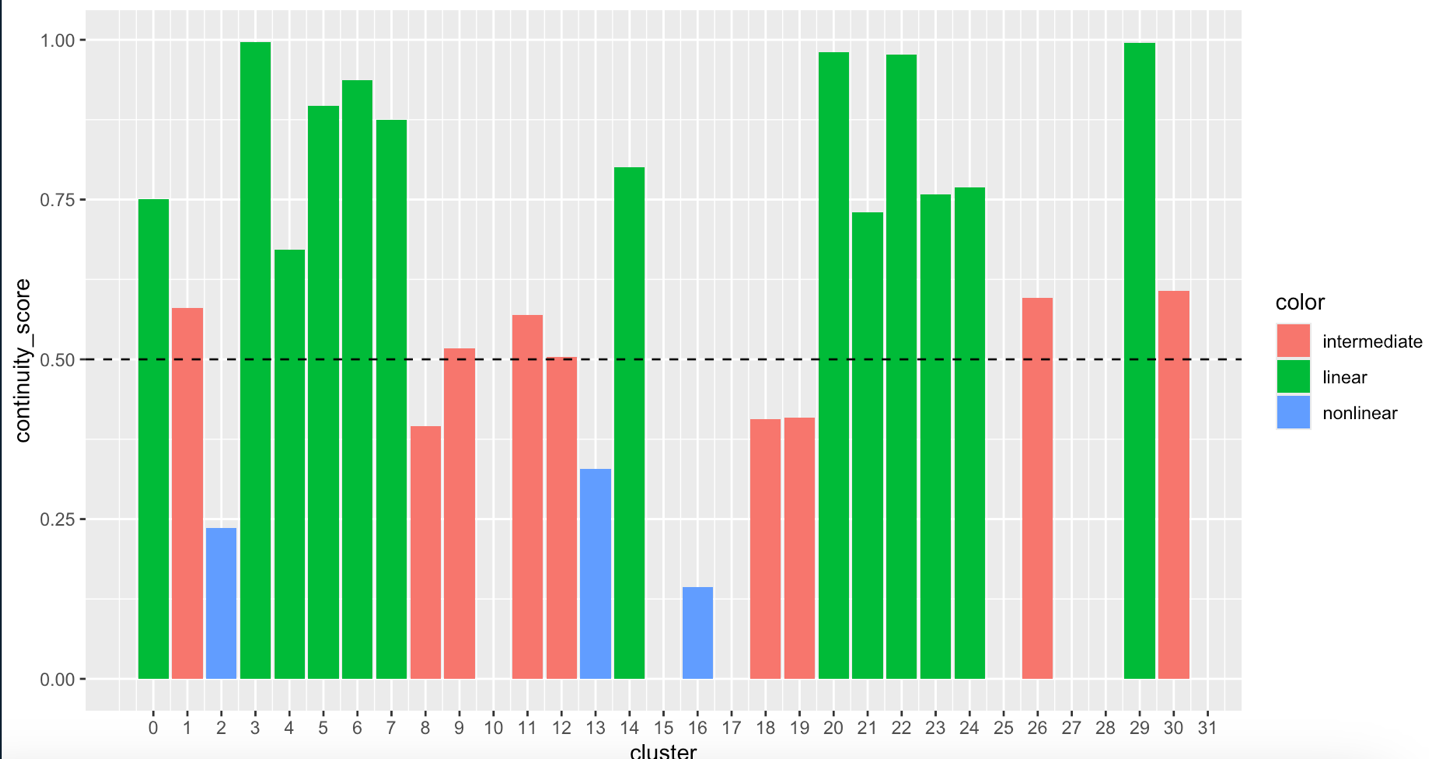 1.00
0.75
0.50
0.25
0.00
continuity_score
0 1 2 3 4 5 6 7 8 9 10 11 12 13 14 15 16 17 18 19 20 21 22 23 24 25 26 27 28 29 30 31
cluster
color
intermediate
linear
nonlinear